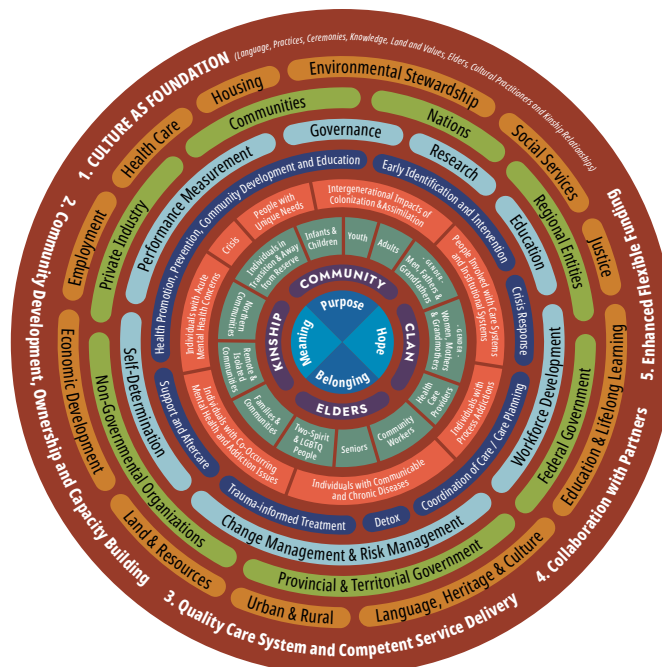 1. CULTURE AS FOUNDATION
(Language, Practices, Ceremonies, Knowledge, Land and Values, Elders, Cultural Practitioners and Kinship Relationships)
2. Community Development, Ownership and Capacity Building
3. Quality Care System and Competent Service Delivery
4. Collaboration with Partners
5. Enhanced Flexible Funding
Environmental Stewardship
Social Services
Justice
Education & Lifelong Learning
Language, Heritage & Culture
Urban & Rural
Land & Resources
Economic Development
Employment
Health Care
Housing
Communities
Nations
Regional Entities
Federal Government
Provincial & Territorial Government
Non-Governmental Organizations
Private Industry
Governance
Research
Education
Workforce Development
Change Management & Risk Management
Self-Determination
Performance Measurement
Health Promotion, Prevention, Community Development and Education
Early Identification and Intervention
Crisis Response
Coordination of Care / Care Planning
Detox
Trauma-Informed Treatment
Support and Aftercare
Intergenerational Impacts of
Colonization & Assimilation
People Involved with Care Systems
and Institutional Systems
Individuals with
Process Addictions
Individuals with Communicable
and Chronic Diseases
Individuals with Co-Occurring
Mental Health and Addiction Issues
Individuals with Acute
Mental Health Concerns
Crisis
People with
Unique Needs
Infants &
Children
Youth
Adults
- GENDER -
Men, Fathers &
Grandfathers
- GENDER -
Women, Mothers
& Grandmothers
Health
Care
Providers
Community
Workers
Seniors
Two-Spirit
& LGBTQ
People
Families &
Communities
Remote &
Isolated
Communities
Northern
Communities
Individuals in
Transition & Away
from Reserve
COMMUNITY
CLAN
ELDERS
KINSHIP
Purpose
Hope
Belonging
Meaning